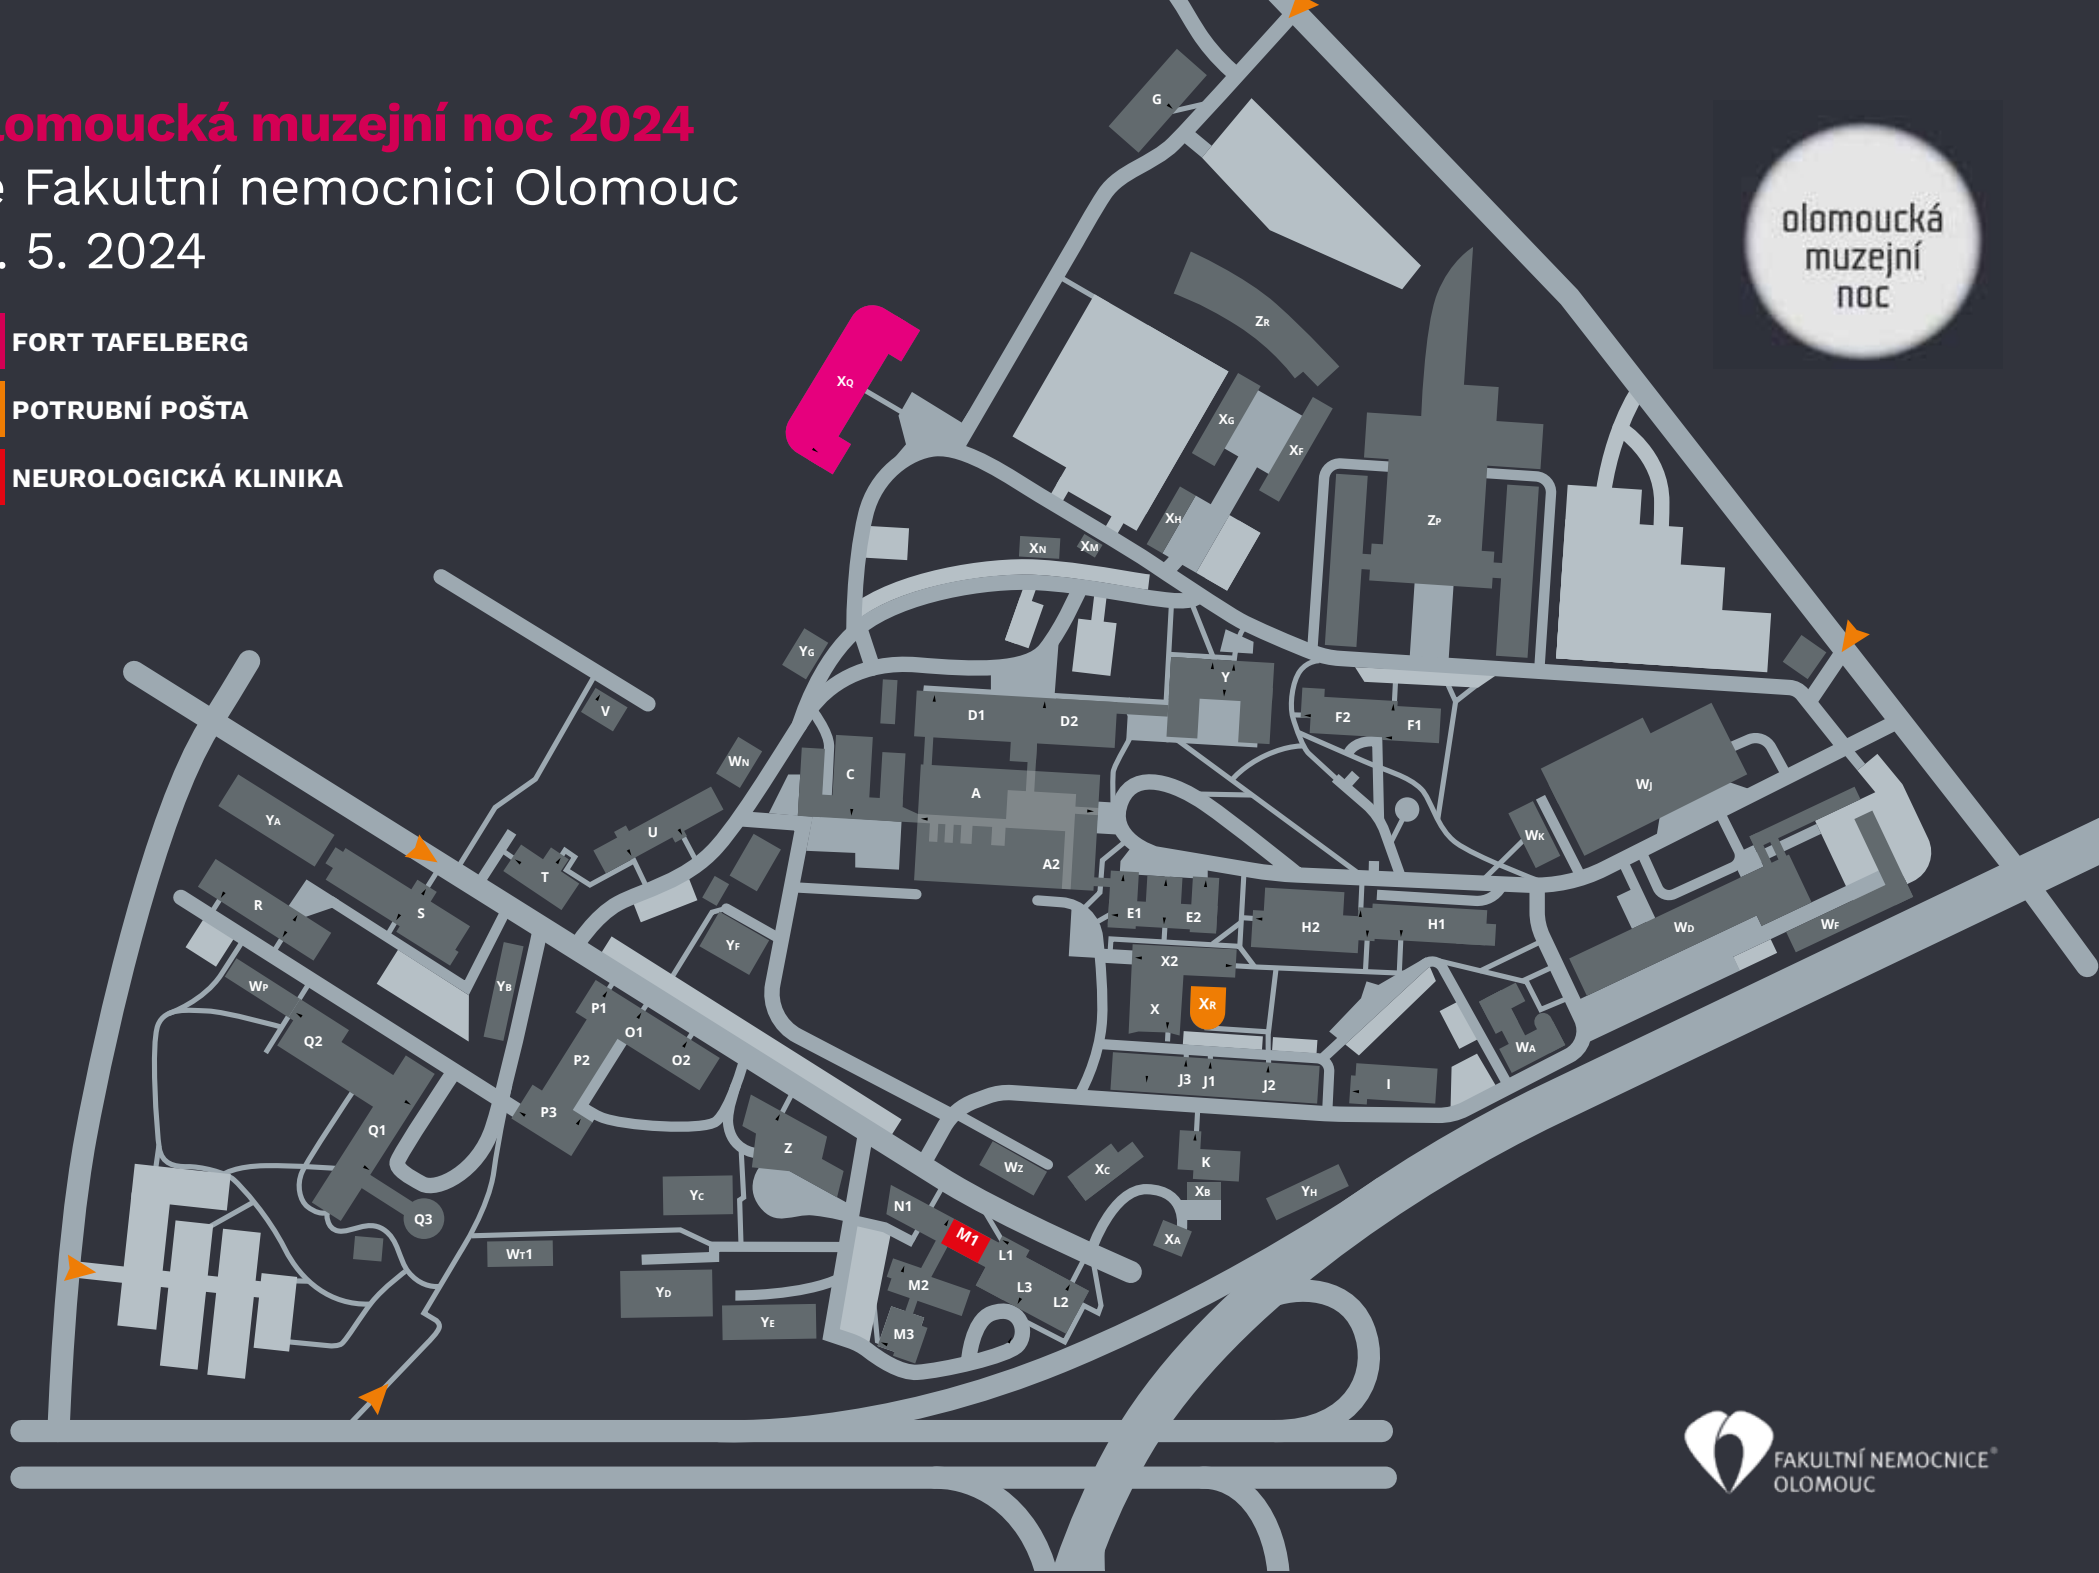 lomoucká muzejní noc 2024
e Fakultní nemocnici Olomouc
. 5. 2024
FORT TAFELBERG
POTRUBNÍ POŠTA
NEUROLOGICKÁ KLINIKA
olomoucká
muzejní
noc
G
ZR
XQ
XG
XF
XH
ZP
XN
XM
YG
Y
V
D1
D2
F2
F1
WN
C
A
WJ
YA
U
WK
A2
T
R
S
E1
E2
H2
H1
WD
WF
YF
X2
WP
YB
P1
X
XR
Q2
O1
P2
O2
WA
J3
J1
J2
I
P3
Q1
Z
WZ
XC
K
YC
XB
YH
N1
Q3
M1
XA
WT1
L1
M2
L3
YD
L2
YE
M3
FAKULTNÍ NEMOCNICE®
OLOMOUC